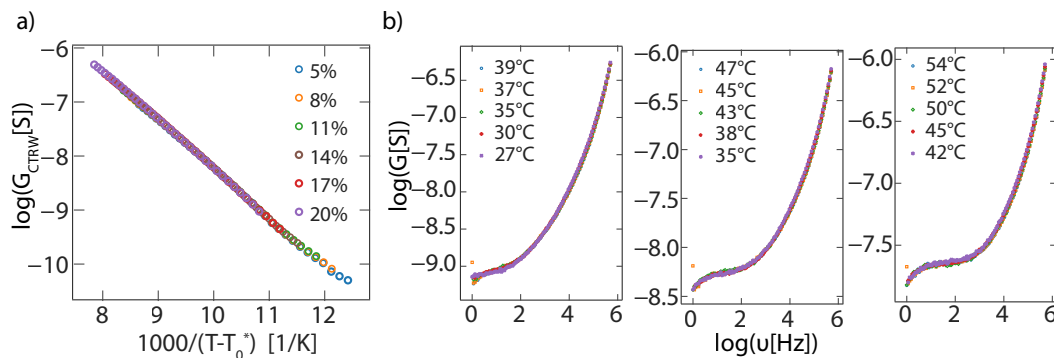 a)
log(G_CTRW[S])
−6
−7
−8
−9
−10
8 9 10 11 12
1000/(T-T_0^*) [1/K]
5%
8%
11%
14%
17%
20%
b)
log(G[S])
−6.5
−7.0
−7.5
−8.0
−8.5
−9.0
0 2 4 6
39°C
37°C
35°C
30°C
27°C
−6.0
−6.5
−7.0
−7.5
−8.0
−8.5
0 2 4 6
47°C
45°C
43°C
38°C
35°C
−6.0
−6.5
−7.0
−7.5
0 2 4 6
54°C
52°C
50°C
45°C
42°C
log(υ[Hz])